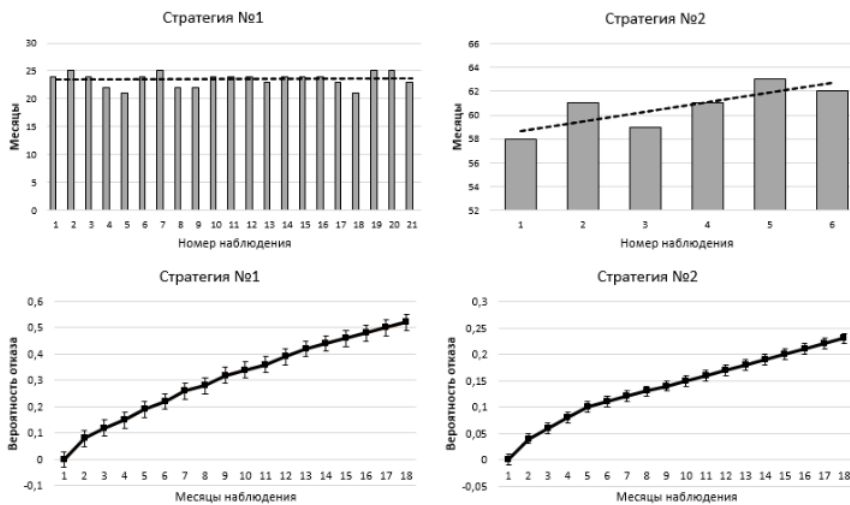 Стратегия №1
Месяцы
30
25
20
15
10
5
0
1 2 3 4 5 6 7 8 9 10 11 12 13 14 15 16 17 18 19 20 21
Номер наблюдения
Стратегия №2
Месяцы
66
64
62
60
58
56
54
52
1 2 3 4 5 6
Номер наблюдения
Стратегия №1
Вероятность отказа
0,6
0,5
0,4
0,3
0,2
0,1
0
-0,1
1 2 3 4 5 6 7 8 9 10 11 12 13 14 15 16 17 18
Месяцы наблюдения
Стратегия №2
Вероятность отказа
0,3
0,25
0,2
0,15
0,1
0,05
0
-0,05
1 2 3 4 5 6 7 8 9 10 11 12 13 14 15 16 17 18
Месяцы наблюдения